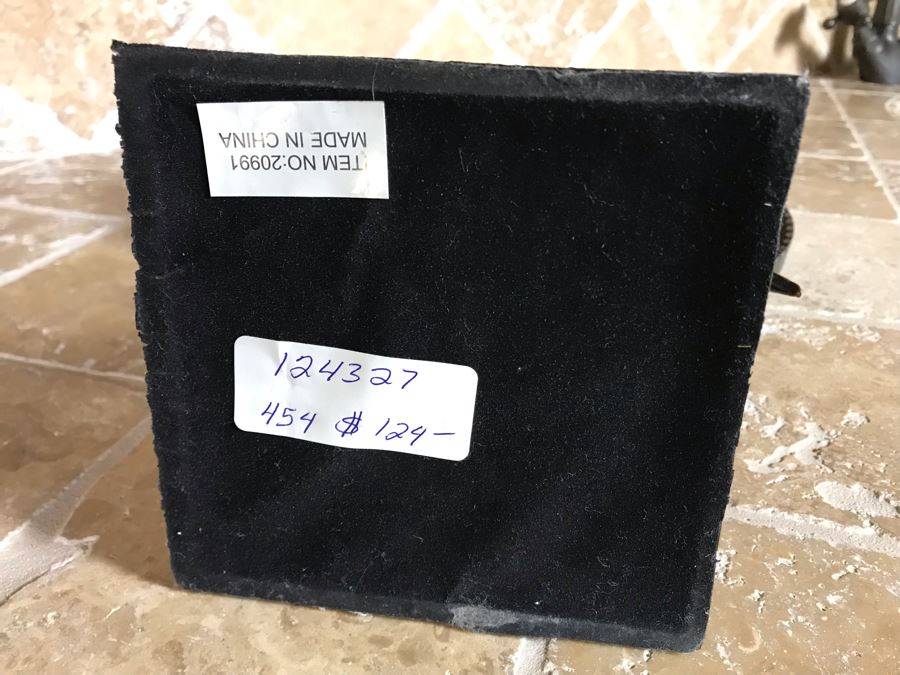 ITEM NO:20991
MADE IN CHINA
124327
454 $ 124-